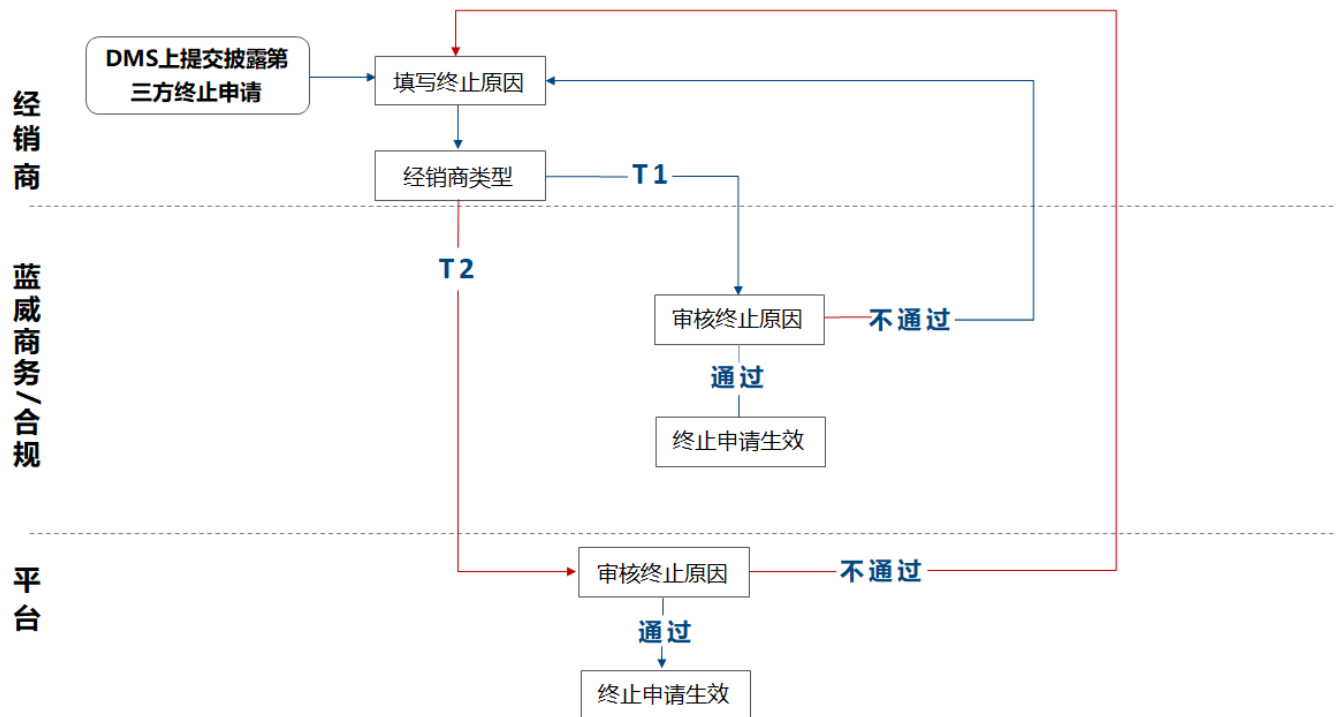 DMS上提交披露第
三方终止申请
填写终止原因
经销商
经销商类型
T1
T2
蓝威商务/合规
审核终止原因
不通过
通过
终止申请生效
平台
审核终止原因
不通过
通过
终止申请生效